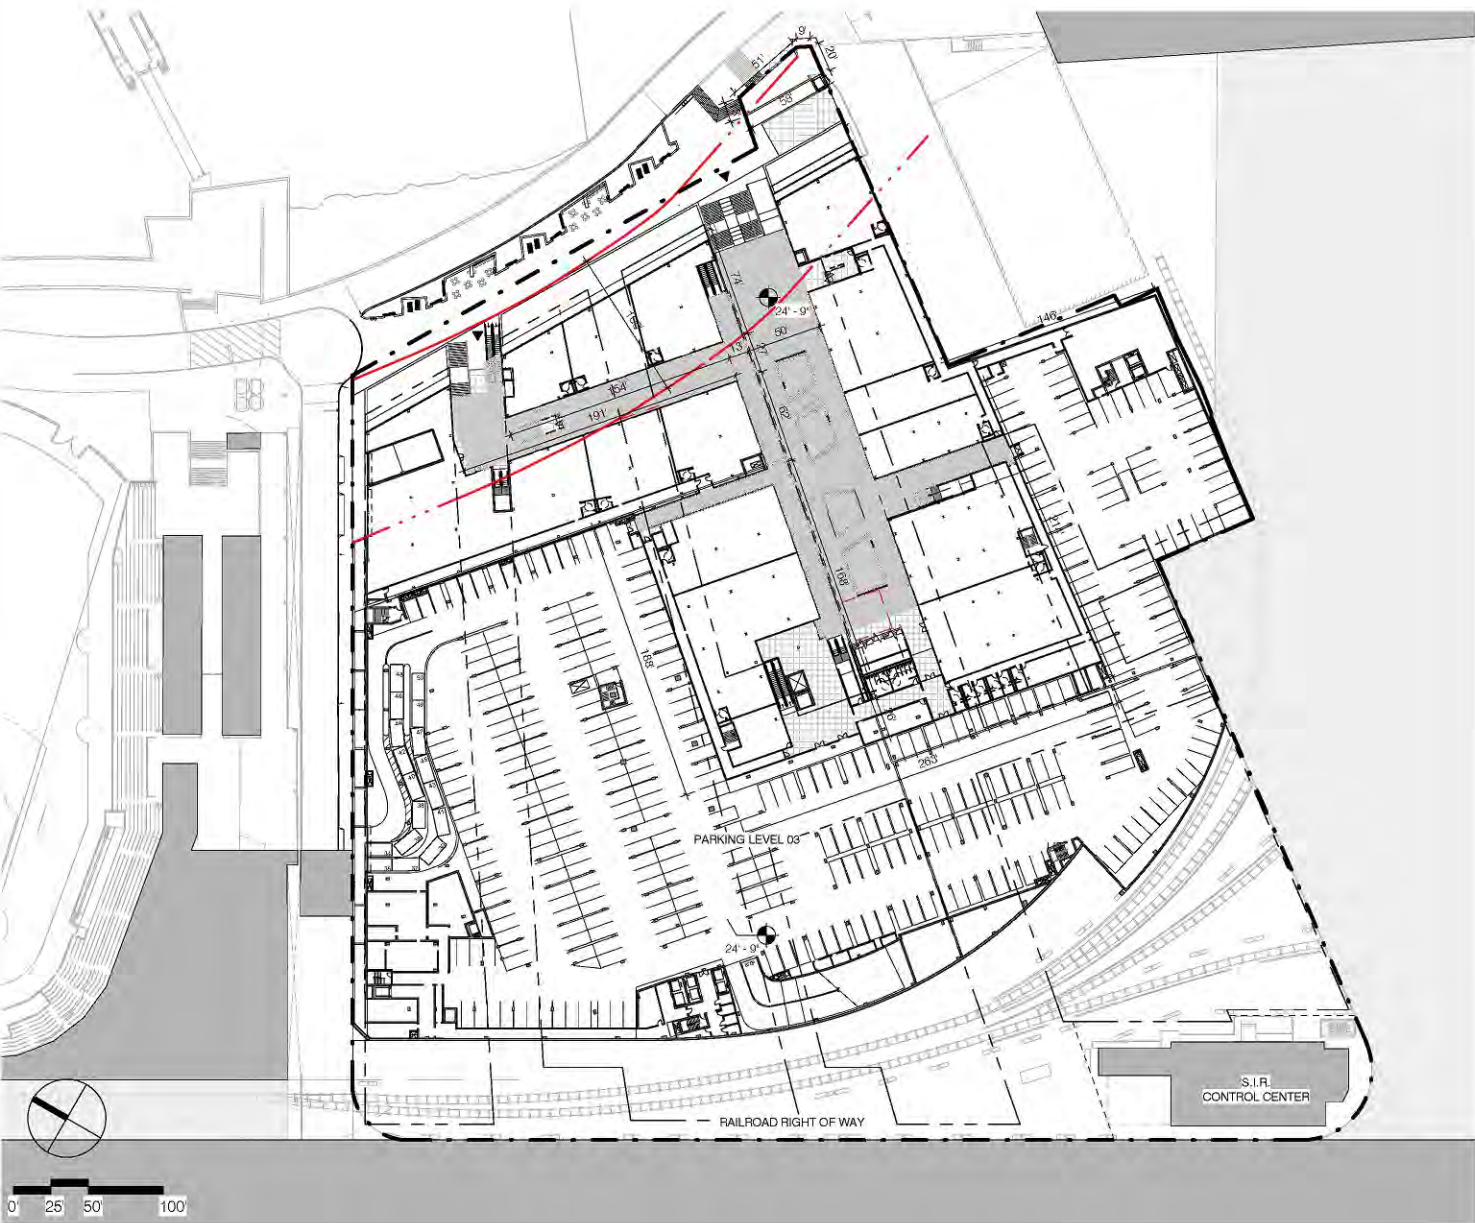 9'
51'
20'
58'
74'
24' - 9"
146'
50'
13'
154'
191'
62'
168'
188'
263'
PARKING LEVEL 03
24' - 9"
S.I.R.
CONTROL CENTER
RAILROAD RIGHT OF WAY
0' 25' 50' 100'